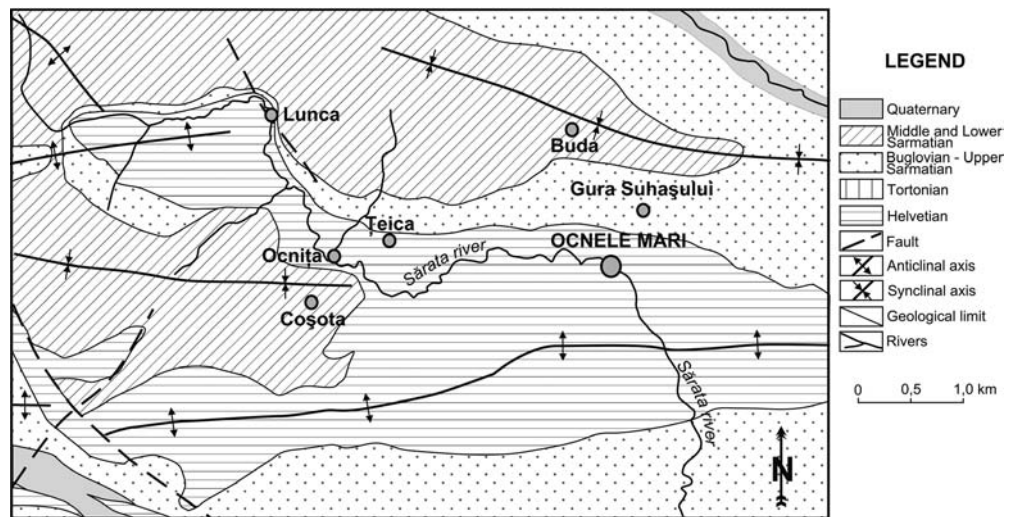 Lunca
Buda
Gura Suhaşului
Teica
OCNELE MARI
Ocniţa
Sărata river
Coşota
Sărata river
N
LEGEND
Quaternary
Middle and Lower
Sarmatian
Buglovian - Upper
Sarmatian
Tortonian
Helvetian
Fault
Anticlinal axis
Synclinal axis
Geological limit
Rivers
0 0,5 1,0 km